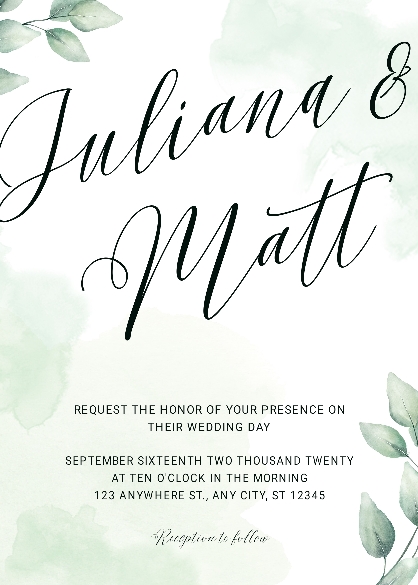 Juliana &
Matt
REQUEST THE HONOR OF YOUR PRESENCE ON
THEIR WEDDING DAY
SEPTEMBER SIXTEENTH TWO THOUSAND TWENTY
AT TEN O'CLOCK IN THE MORNING
123 ANYWHERE ST., ANY CITY, ST 12345
Reception to follow